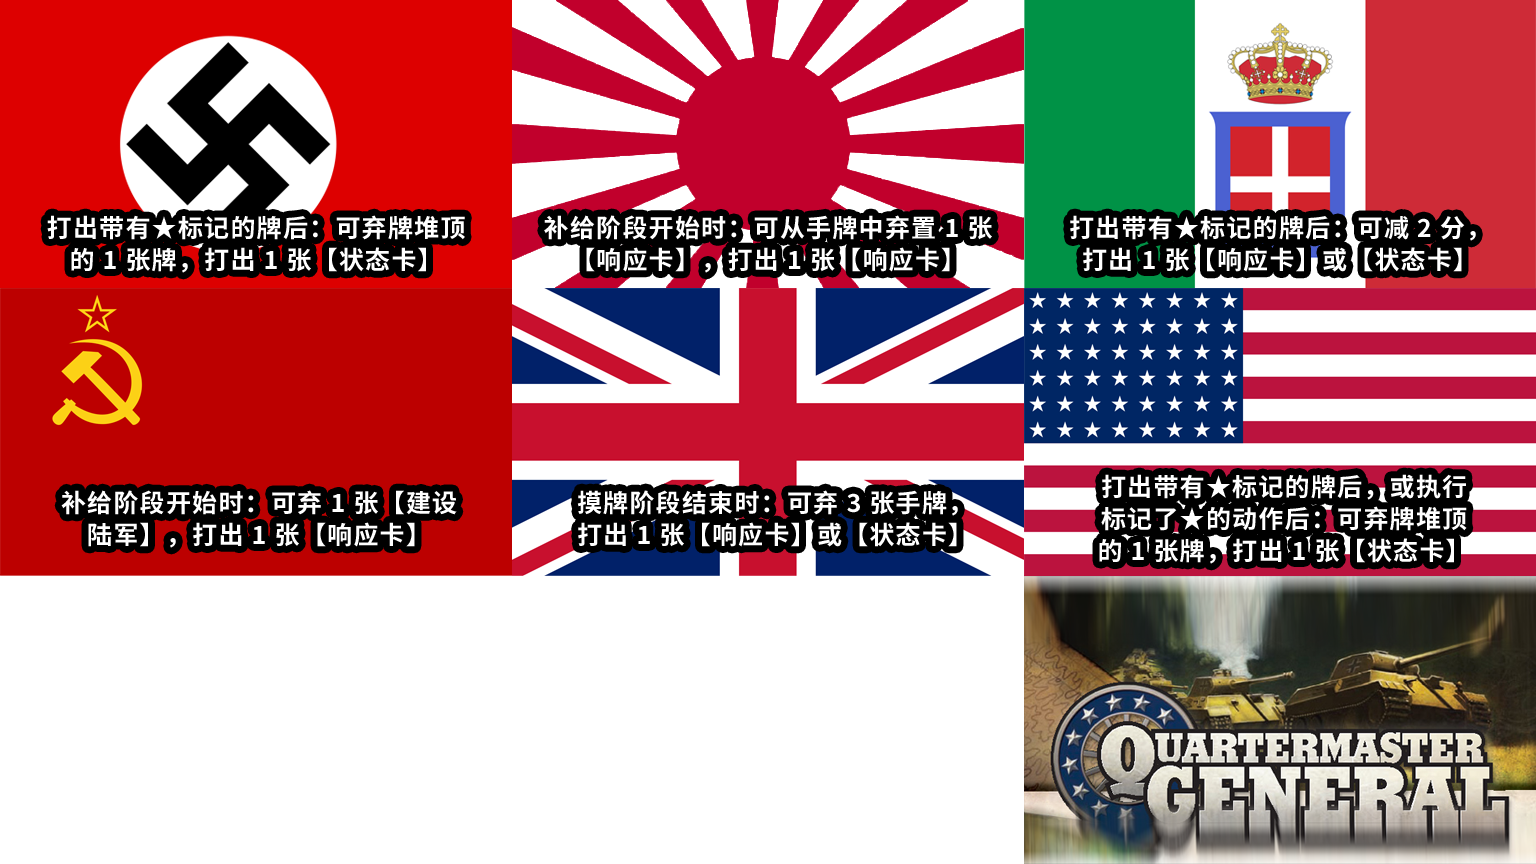 打出带有★标记的牌后：可弃牌堆顶
的 1 张牌，打出 1 张【状态卡】
补给阶段开始时：可从手牌中弃置 1 张
【响应卡】，打出 1 张【响应卡】
打出带有★标记的牌后：可减 2 分，
打出 1 张【响应卡】或【状态卡】
补给阶段开始时：可弃 1 张【建设
陆军】，打出 1 张【响应卡】
摸牌阶段结束时：可弃 3 张手牌，
打出 1 张【响应卡】或【状态卡】
打出带有★标记的牌后，或执行
标记了★的动作后：可弃牌堆顶
的 1 张牌，打出 1 张【状态卡】
QUARTERMASTER
GENERAL